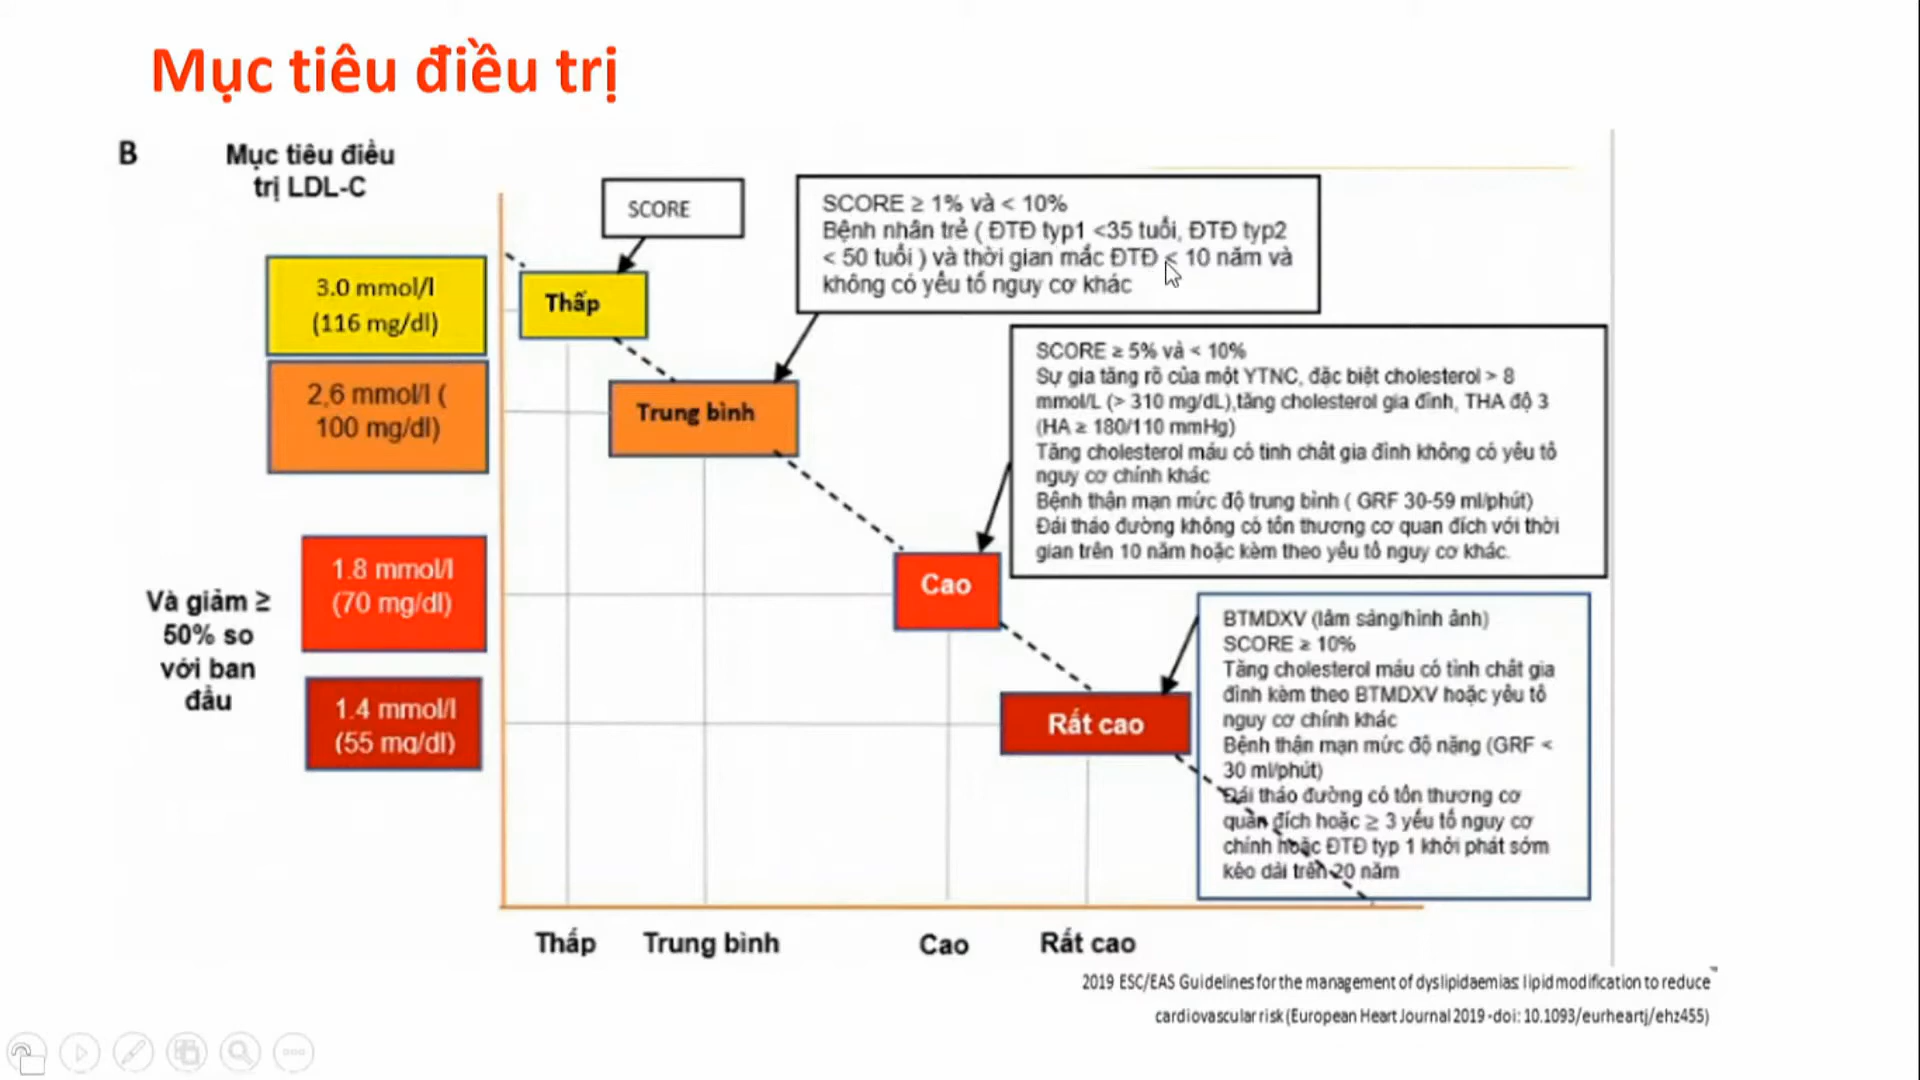 Mục tiêu điều trị
B
Mục tiêu điều
trị LDL-C
SCORE
SCORE ≥ 1% và < 10%
Bệnh nhân trẻ ( ĐTĐ typ1 <35 tuổi, ĐTĐ typ2
< 50 tuổi ) và thời gian mắc ĐTĐ < 10 năm và
không có yếu tố nguy cơ khác
3.0 mmol/l
(116 mg/dl)
Thấp
SCORE ≥ 5% và < 10%
Sự gia tăng rõ của một YTNC, đặc biệt cholesterol > 8
mmol/L (> 310 mg/dL),tăng cholesterol gia đình, THA độ 3
(HA ≥ 180/110 mmHg)
Tăng cholesterol máu có tính chất gia đình không có yếu tố
nguy cơ chính khác
Bệnh thận mạn mức độ trung bình ( GRF 30-59 ml/phút)
Đái tháo đường không có tổn thương cơ quan đích với thời
gian trên 10 năm hoặc kèm theo yếu tố nguy cơ khác.
2,6 mmol/l (
100 mg/dl)
Trung bình
Và giảm ≥
50% so
với ban
đầu
1.8 mmol/l
(70 mg/dl)
Cao
BTMDXV (lâm sàng/hình ảnh)
SCORE ≥ 10%
Tăng cholesterol máu có tính chất gia
đình kèm theo BTMDXV hoặc yếu tố
nguy cơ chính khác
Bệnh thận mạn mức độ nặng (GRF <
30 ml/phút)
Đái tháo đường có tổn thương cơ
quan đích hoặc ≥ 3 yếu tố nguy cơ
chính hoặc ĐTĐ typ 1 khởi phát sớm
kéo dài trên 20 năm
1.4 mmol/l
(55 mg/dl)
Rất cao
Thấp
Trung bình
Cao
Rất cao
2019 ESC/EAS Guidelines for the management of dyslipidaemias: lipid modification to reduce
cardiovascular risk (European Heart Journal 2019 -doi: 10.1093/eurheartj/ehz455)